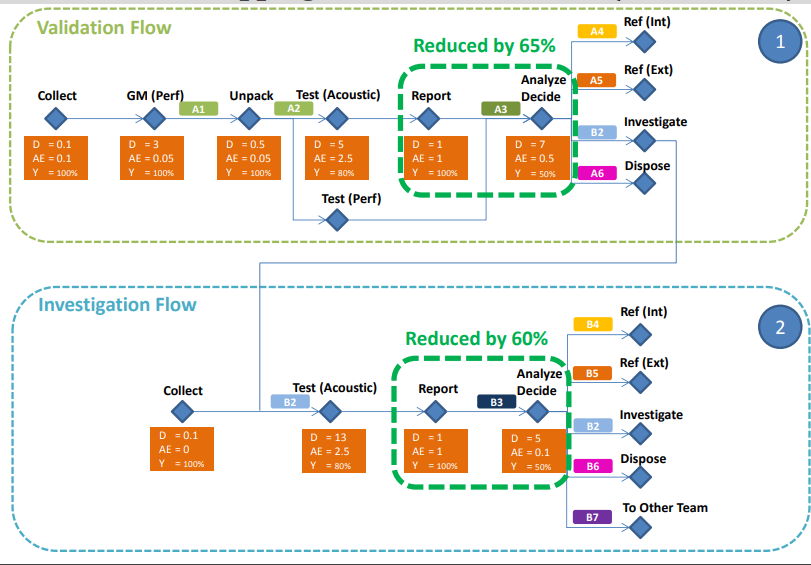 Validation Flow
1
Reduced by 65%
Collect
D = 0.1
AE = 0.1
Y = 100%
GM (Perf)
D = 3
AE = 0.05
Y = 100%
A1
Unpack
D = 0.5
AE = 0.05
Y = 100%
A2
Test (Acoustic)
D = 5
AE = 2.5
Y = 80%
Test (Perf)
Report
D = 1
AE = 1
Y = 100%
A3
Analyze
Decide
D = 7
AE = 0.5
Y = 50%
A4
Ref (Int)
A5
Ref (Ext)
B2
Investigate
A6
Dispose
Investigation Flow
2
Reduced by 60%
Collect
D = 0.1
AE = 0
Y = 100%
B2
Test (Acoustic)
D = 13
AE = 2.5
Y = 80%
Report
D = 1
AE = 1
Y = 100%
B3
Analyze
Decide
D = 5
AE = 0.1
Y = 50%
B4
Ref (Int)
B5
Ref (Ext)
B2
Investigate
B6
Dispose
B7
To Other Team